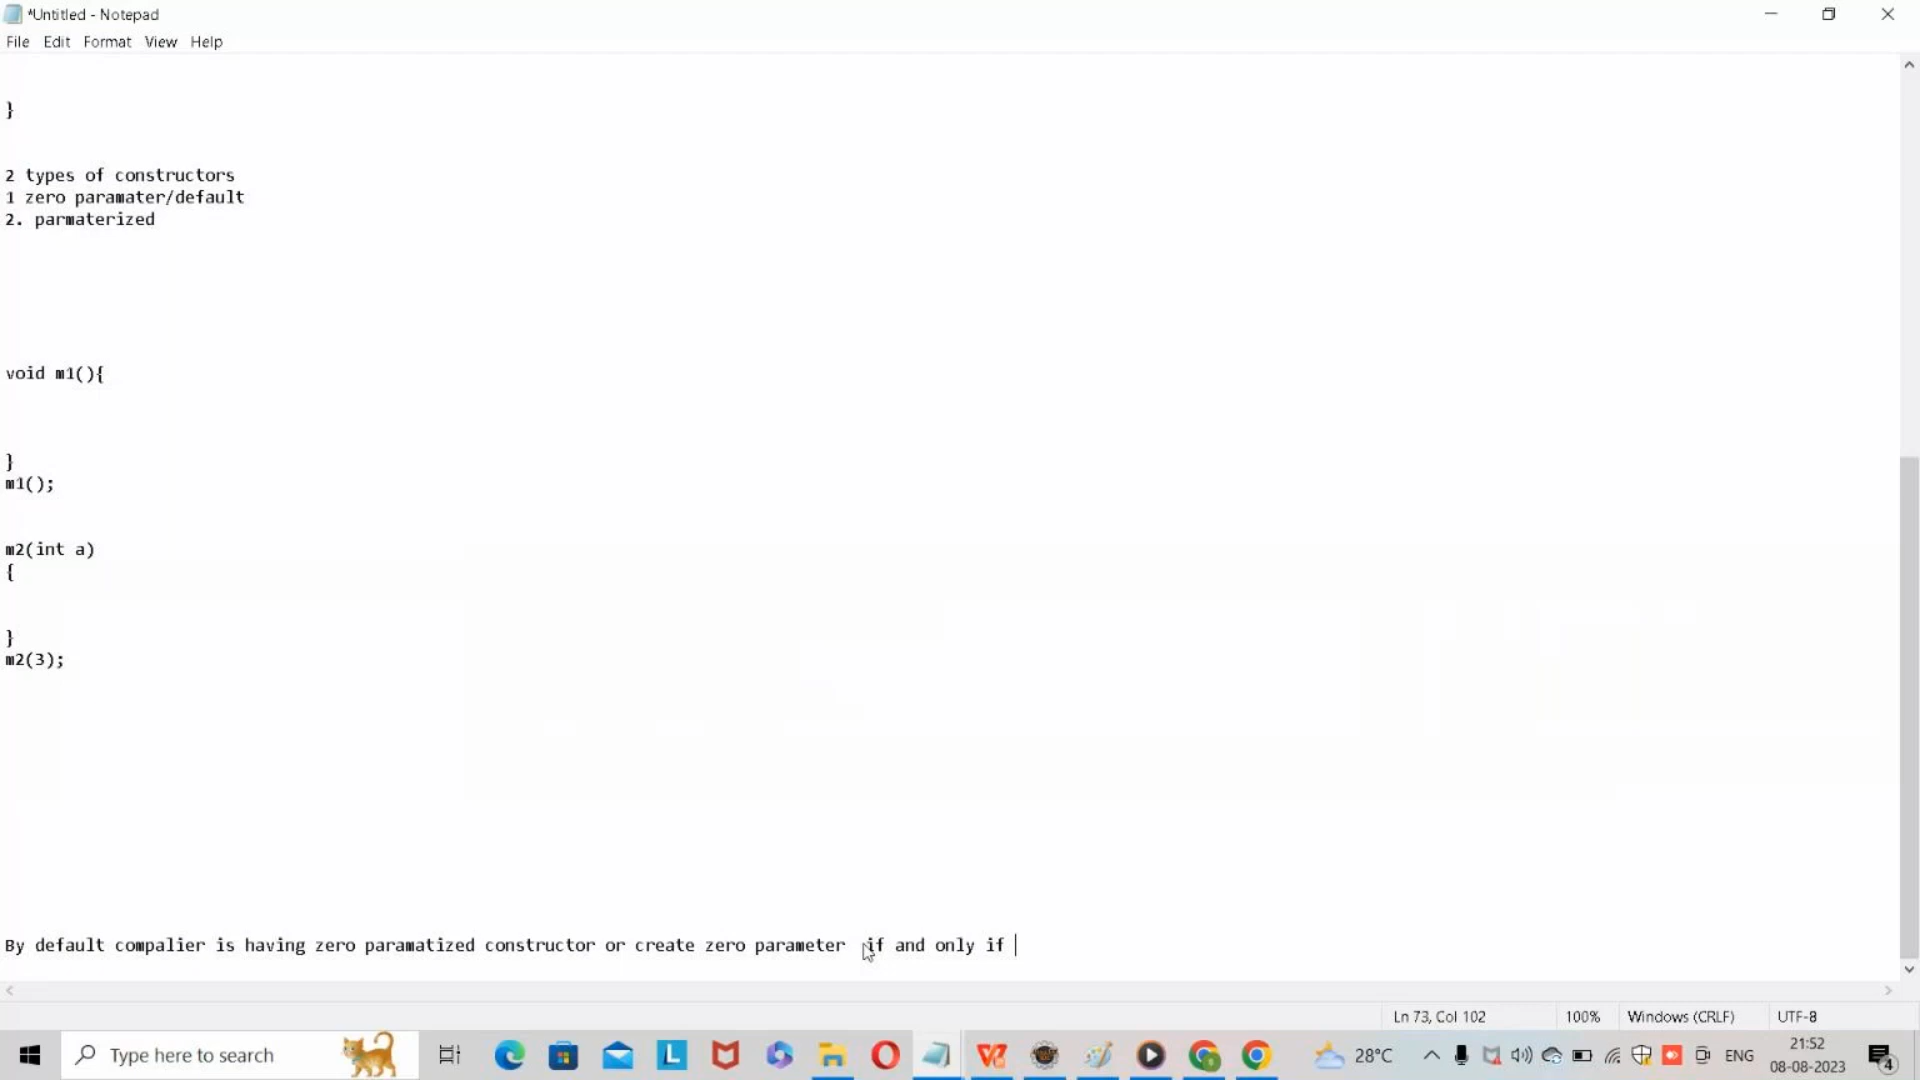 *Untitled - Notepad
File Edit Format View Help
}
2 types of constructors
1 zero paramater/default
2. parmaterized
void m1(){
}
m1();
m2(int a)
{
}
m2(3);
By default compalier is having zero paramatized constructor or create zero parameter  if and only if
Ln 73, Col 102 100% Windows (CRLF) UTF-8
Type here to search
28°C
ENG
21:52
08-08-2023
4